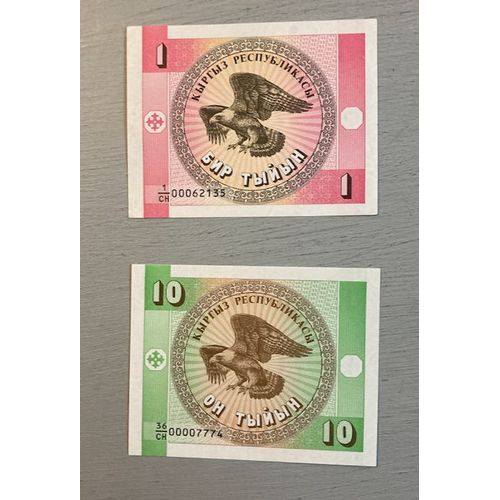 1
КЫРГЫЗ РЕСПУБЛИКАСЫ
БИР ТЫЙЫН
1/СН 00062135
1
10
КЫРГЫЗ РЕСПУБЛИКАСЫ
ОН ТЫЙЫН
36/СН 00007774
10